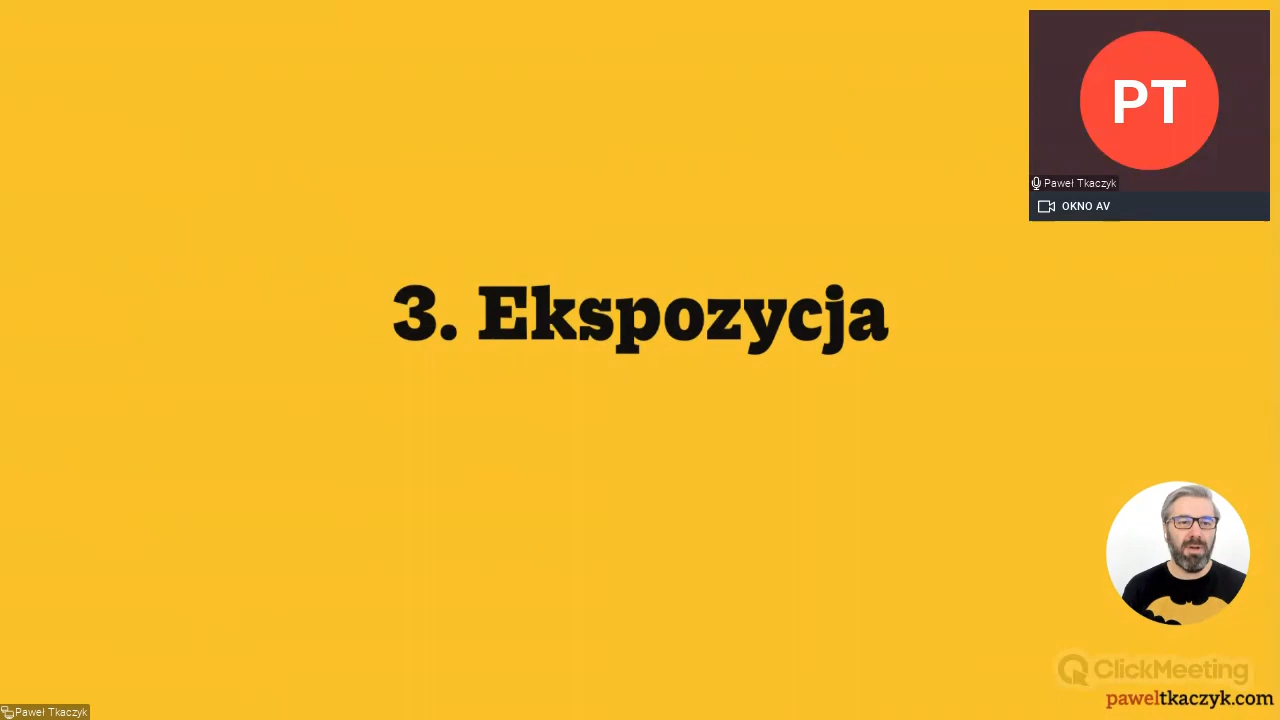 PT
Paweł Tkaczyk
OKNO AV
3. Ekspozycja
ClickMeeting
paweltkaczyk.com
Paweł Tkaczyk